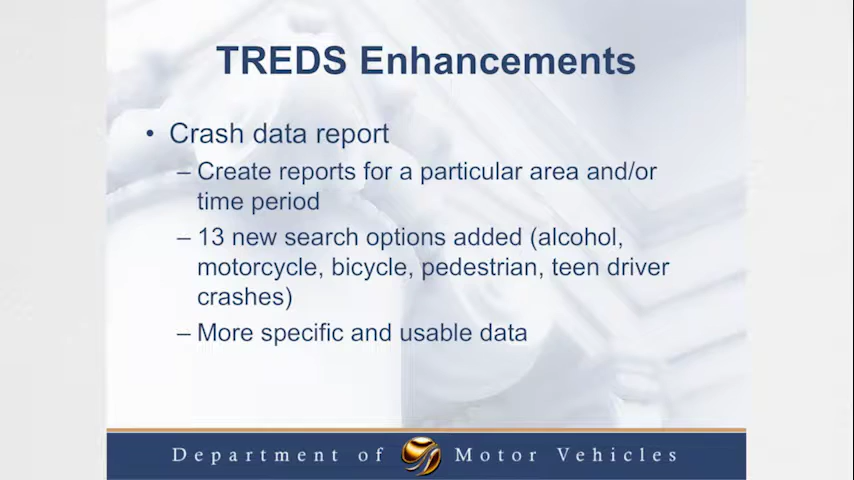 TREDS Enhancements
• Crash data report
– Create reports for a particular area and/or
time period
– 13 new search options added (alcohol,
motorcycle, bicycle, pedestrian, teen driver
crashes)
– More specific and usable data
Department of Motor Vehicles